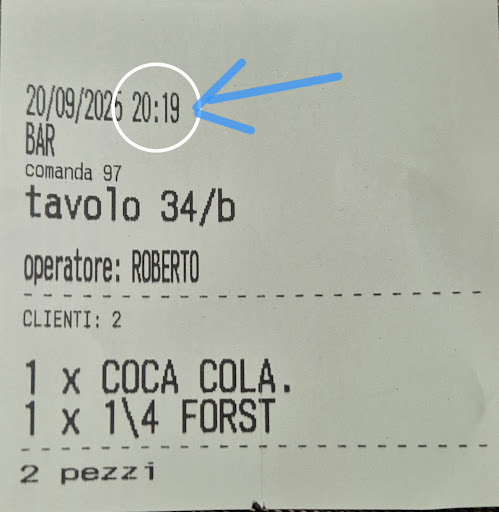 20/09/2026 20:19
BAR
comanda 97
tavolo 34/b
operatore: ROBERTO
CLIENTI: 2
1 x COCA COLA.
1 x 1\4 FORST
2 pezzi